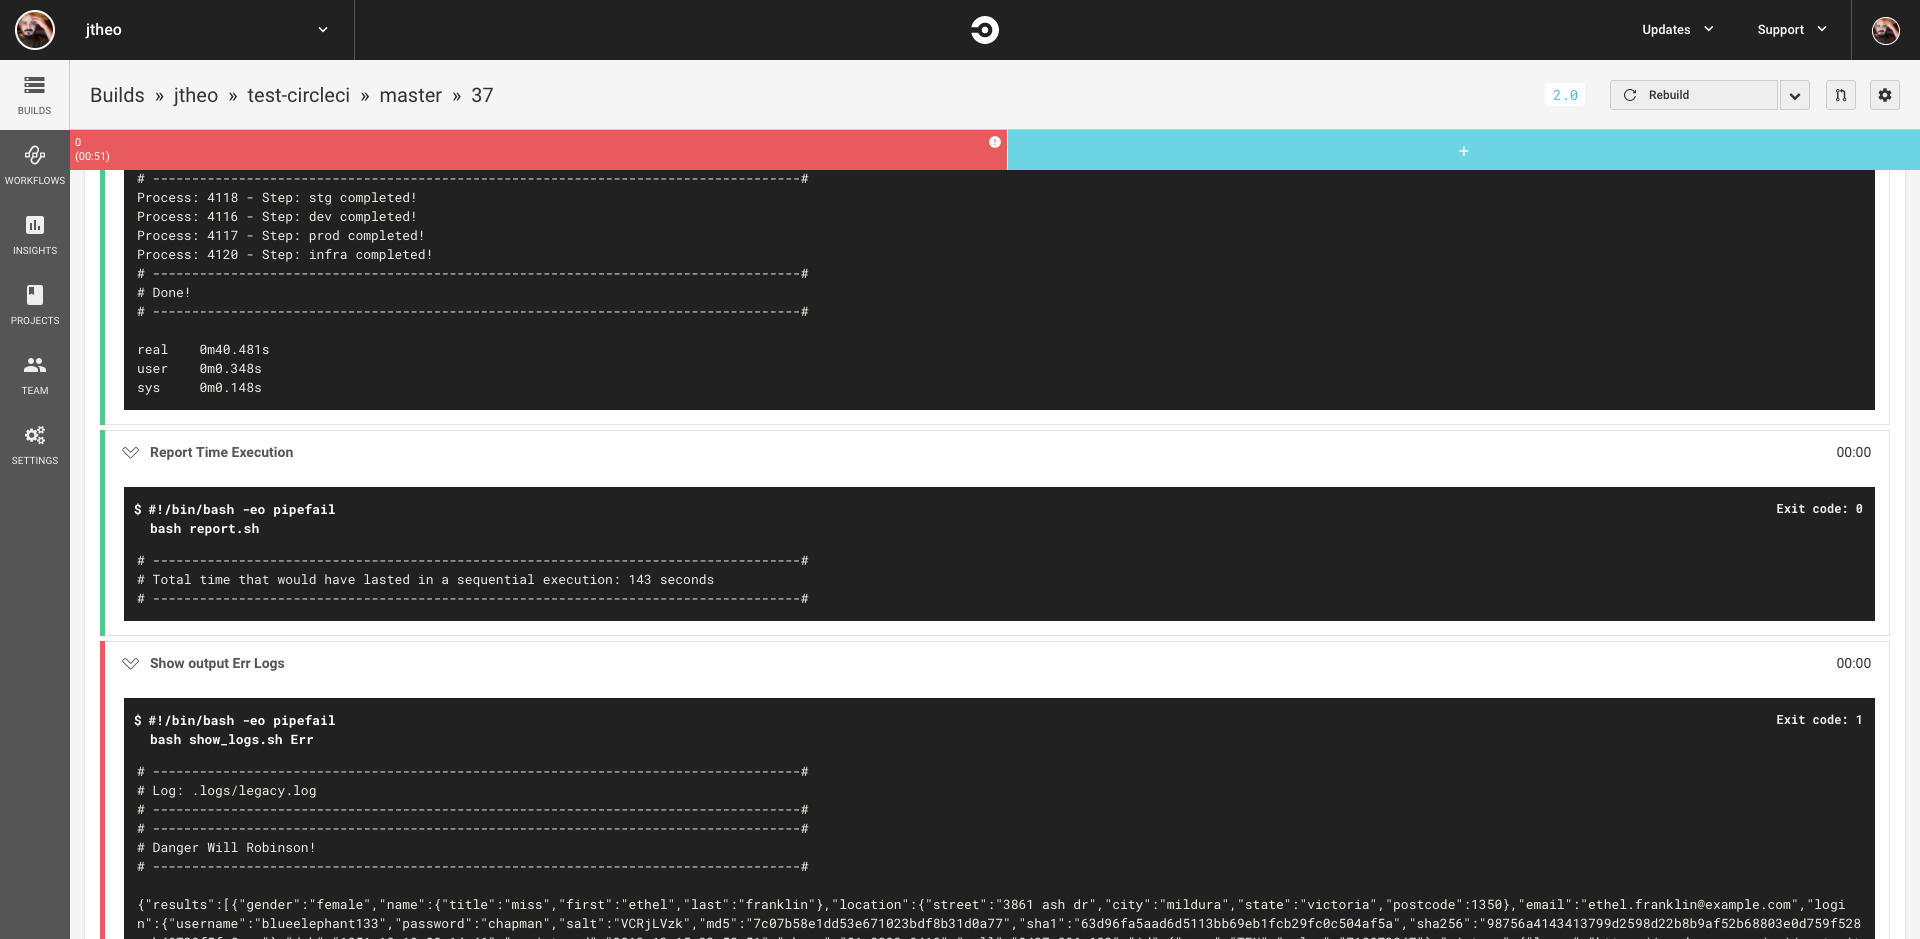 jtheo
Updates
Support
BUILDS
Builds » jtheo » test-circleci » master » 37
2.0
Rebuild
0
(00:51)
+
WORKFLOWS
INSIGHTS
PROJECTS
TEAM
SETTINGS
# -----------------------------------------------------------------------------------#
Process: 4118 - Step: stg completed!
Process: 4116 - Step: dev completed!
Process: 4117 - Step: prod completed!
Process: 4120 - Step: infra completed!
# -----------------------------------------------------------------------------------#
# Done!
# -----------------------------------------------------------------------------------#
real    0m40.481s
user    0m0.348s
sys     0m0.148s
Report Time Execution
00:00
$ #!/bin/bash -eo pipefail
bash report.sh
Exit code: 0
# -----------------------------------------------------------------------------------#
# Total time that would have lasted in a sequential execution: 143 seconds
# -----------------------------------------------------------------------------------#
Show output Err Logs
00:00
$ #!/bin/bash -eo pipefail
bash show_logs.sh Err
Exit code: 1
# -----------------------------------------------------------------------------------#
# Log: .logs/legacy.log
# -----------------------------------------------------------------------------------#
# -----------------------------------------------------------------------------------#
# Danger Will Robinson!
# -----------------------------------------------------------------------------------#
{"results":[{"gender":"female","name":{"title":"miss","first":"ethel","last":"franklin"},"location":{"street":"3861 ash dr","city":"mildura","state":"victoria","postcode":1350},"email":"ethel.franklin@example.com","logi
n":{"username":"blueelephant133","password":"chapman","salt":"VCRjLVzk","md5":"7c07b58e1dd53e671023bdf8b31d0a77","sha1":"63d96fa5aad6d5113bb69eb1fcb29fc0c504af5a","sha256":"98756a4143413799d2598d22b8b9af52b68803e0d759f528